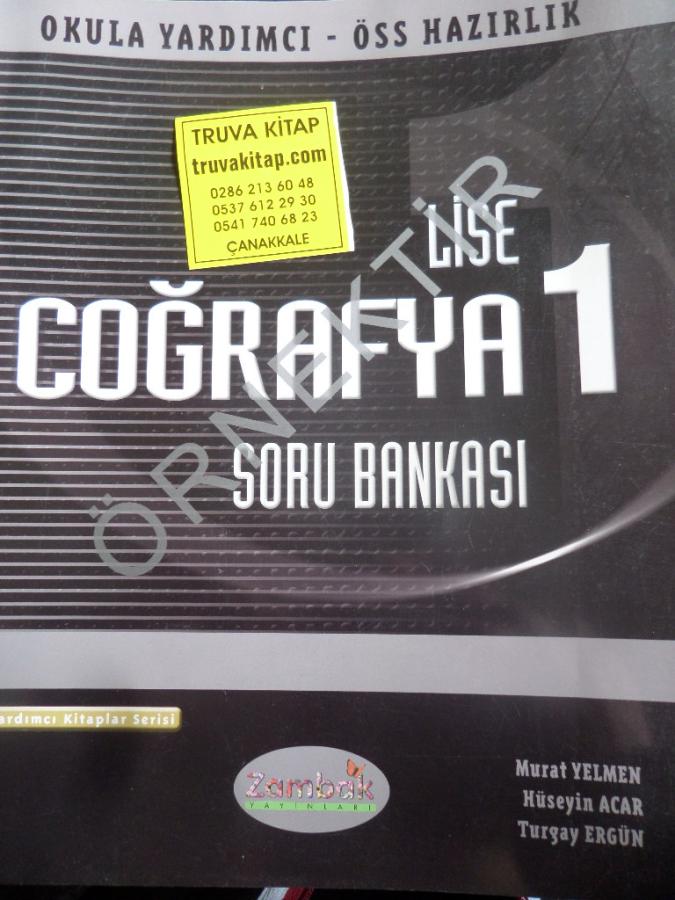 OKULA YARDIMCI - ÖSS HAZIRLIK
TRUVA KİTAP
truvakitap.com
0286 213 60 48
0537 612 29 30
0541 740 68 23
ÇANAKKALE
LİSE
COĞRAFYA 1
SORU BANKASI
ÖRNEKTİR
ardımcı Kitaplar Serisi
Zambak
YAYINLARI
Murat YELMEN
Hüseyin ACAR
Turgay ERGÜN